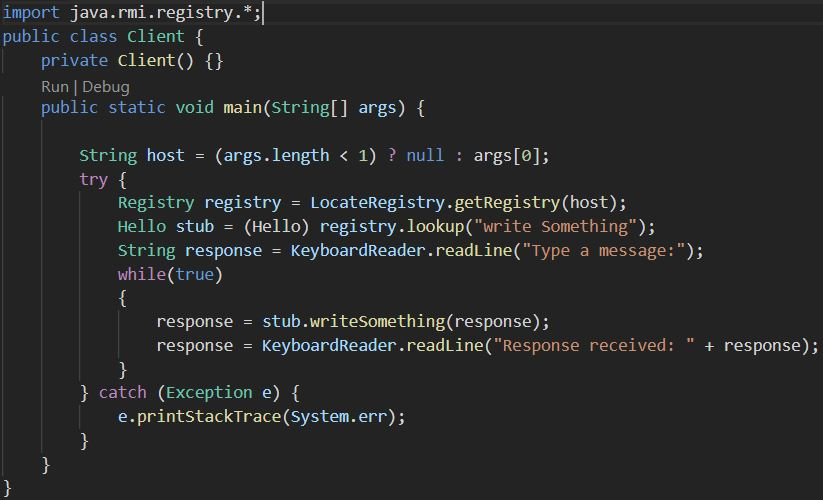 import java.rmi.registry.*;
public class Client {
    private Client() {}
    Run | Debug
    public static void main(String[] args) {
        String host = (args.length < 1) ? null : args[0];
        try {
            Registry registry = LocateRegistry.getRegistry(host);
            Hello stub = (Hello) registry.lookup("write Something");
            String response = KeyboardReader.readLine("Type a message:");
            while(true)
            {
                response = stub.writeSomething(response);
                response = KeyboardReader.readLine("Response received: " + response);
            }
        } catch (Exception e) {
            e.printStackTrace(System.err);
        }
    }
}